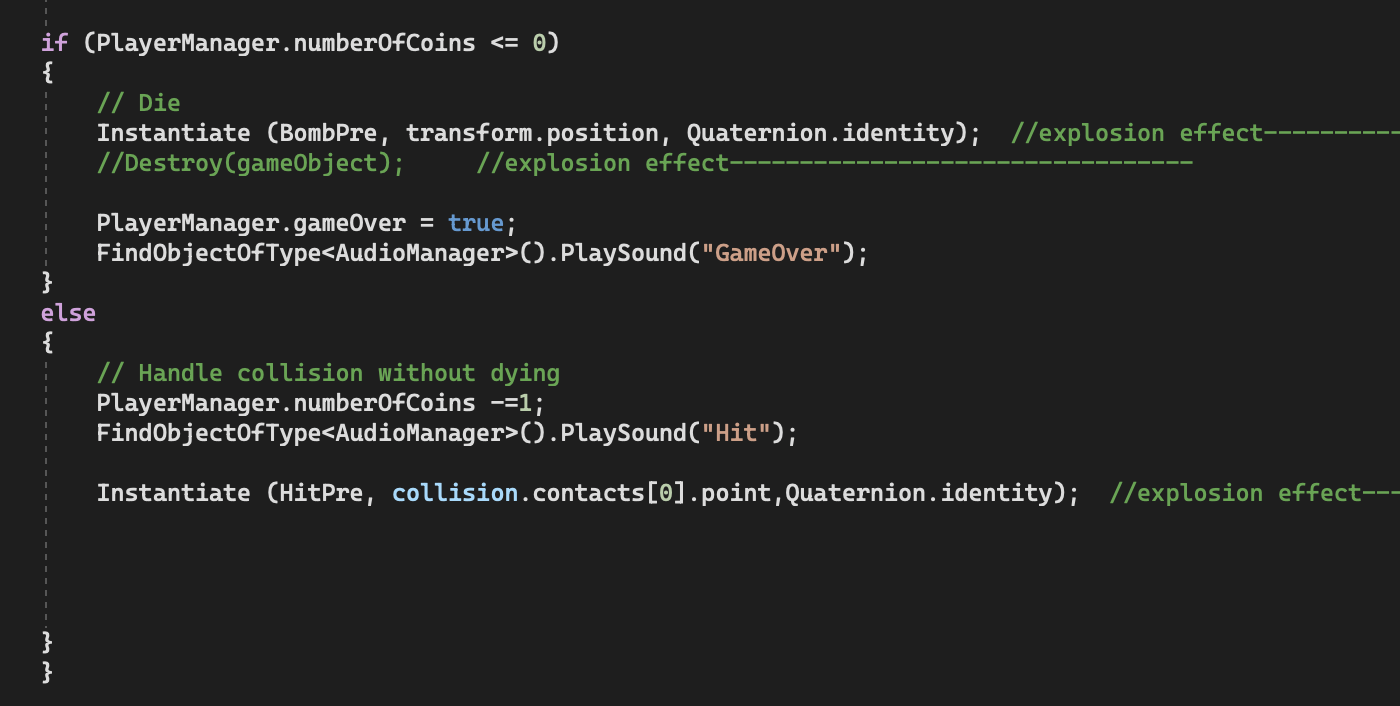 if (PlayerManager.numberOfCoins <= 0)
{
    // Die
    Instantiate (BombPre, transform.position, Quaternion.identity);  //explosion effect----------
    //Destroy(gameObject);     //explosion effect---------------------------------

    PlayerManager.gameOver = true;
    FindObjectOfType<AudioManager>().PlaySound("GameOver");
}
else
{
    // Handle collision without dying
    PlayerManager.numberOfCoins -=1;
    FindObjectOfType<AudioManager>().PlaySound("Hit");

    Instantiate (HitPre, collision.contacts[0].point,Quaternion.identity);  //explosion effect---
}
}